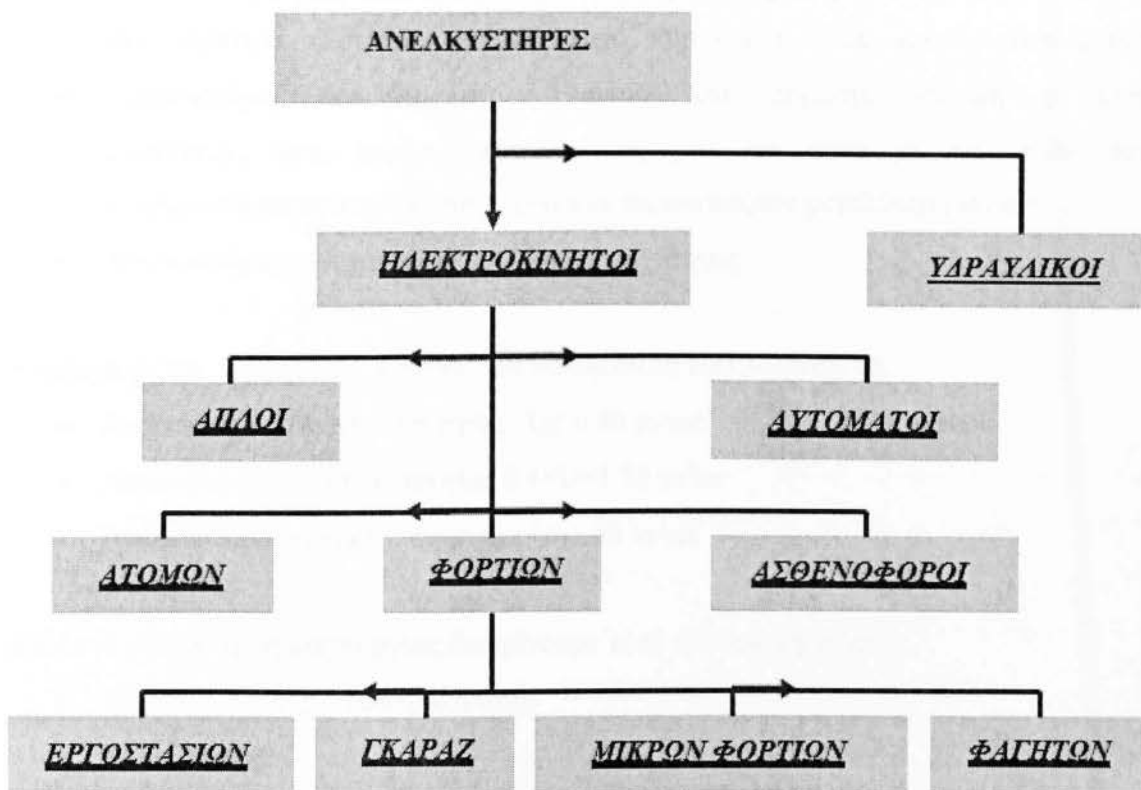 ΑΝΕΛΚΥΣΤΗΡΕΣ
ΗΛΕΚΤΡΟΚΙΝΗΤΟΙ
ΥΔΡΑΥΛΙΚΟΙ
ΑΠΛΟΙ
ΑΥΤΟΜΑΤΟΙ
ΑΤΟΜΩΝ
ΦΟΡΤΙΩΝ
ΑΣΘΕΝΟΦΟΡΟΙ
ΕΡΓΟΣΤΑΣΙΩΝ
ΓΚΑΡΑΖ
ΜΙΚΡΩΝ ΦΟΡΤΙΩΝ
ΦΑΓΗΤΩΝ